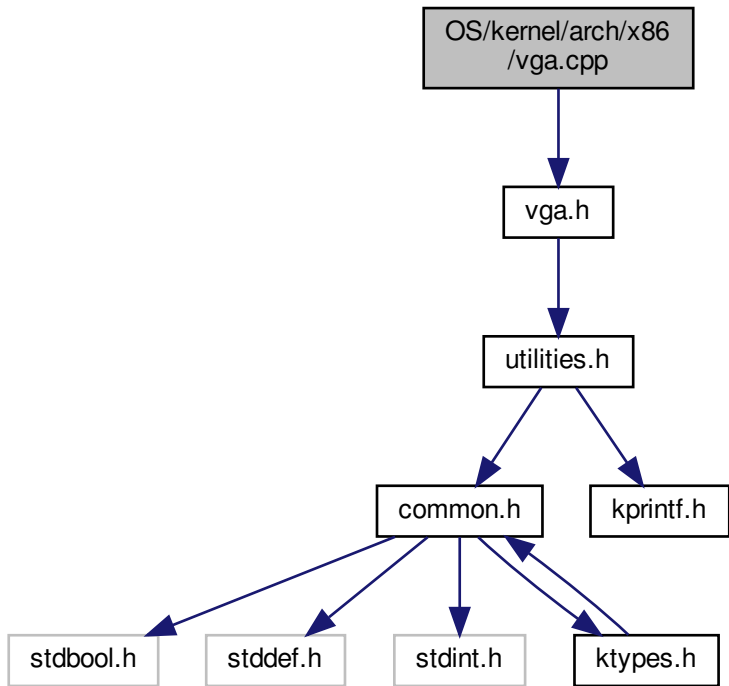 OS/kernel/arch/x86
/vga.cpp
vga.h
utilities.h
common.h
kprintf.h
stdbool.h
stddef.h
stdint.h
ktypes.h